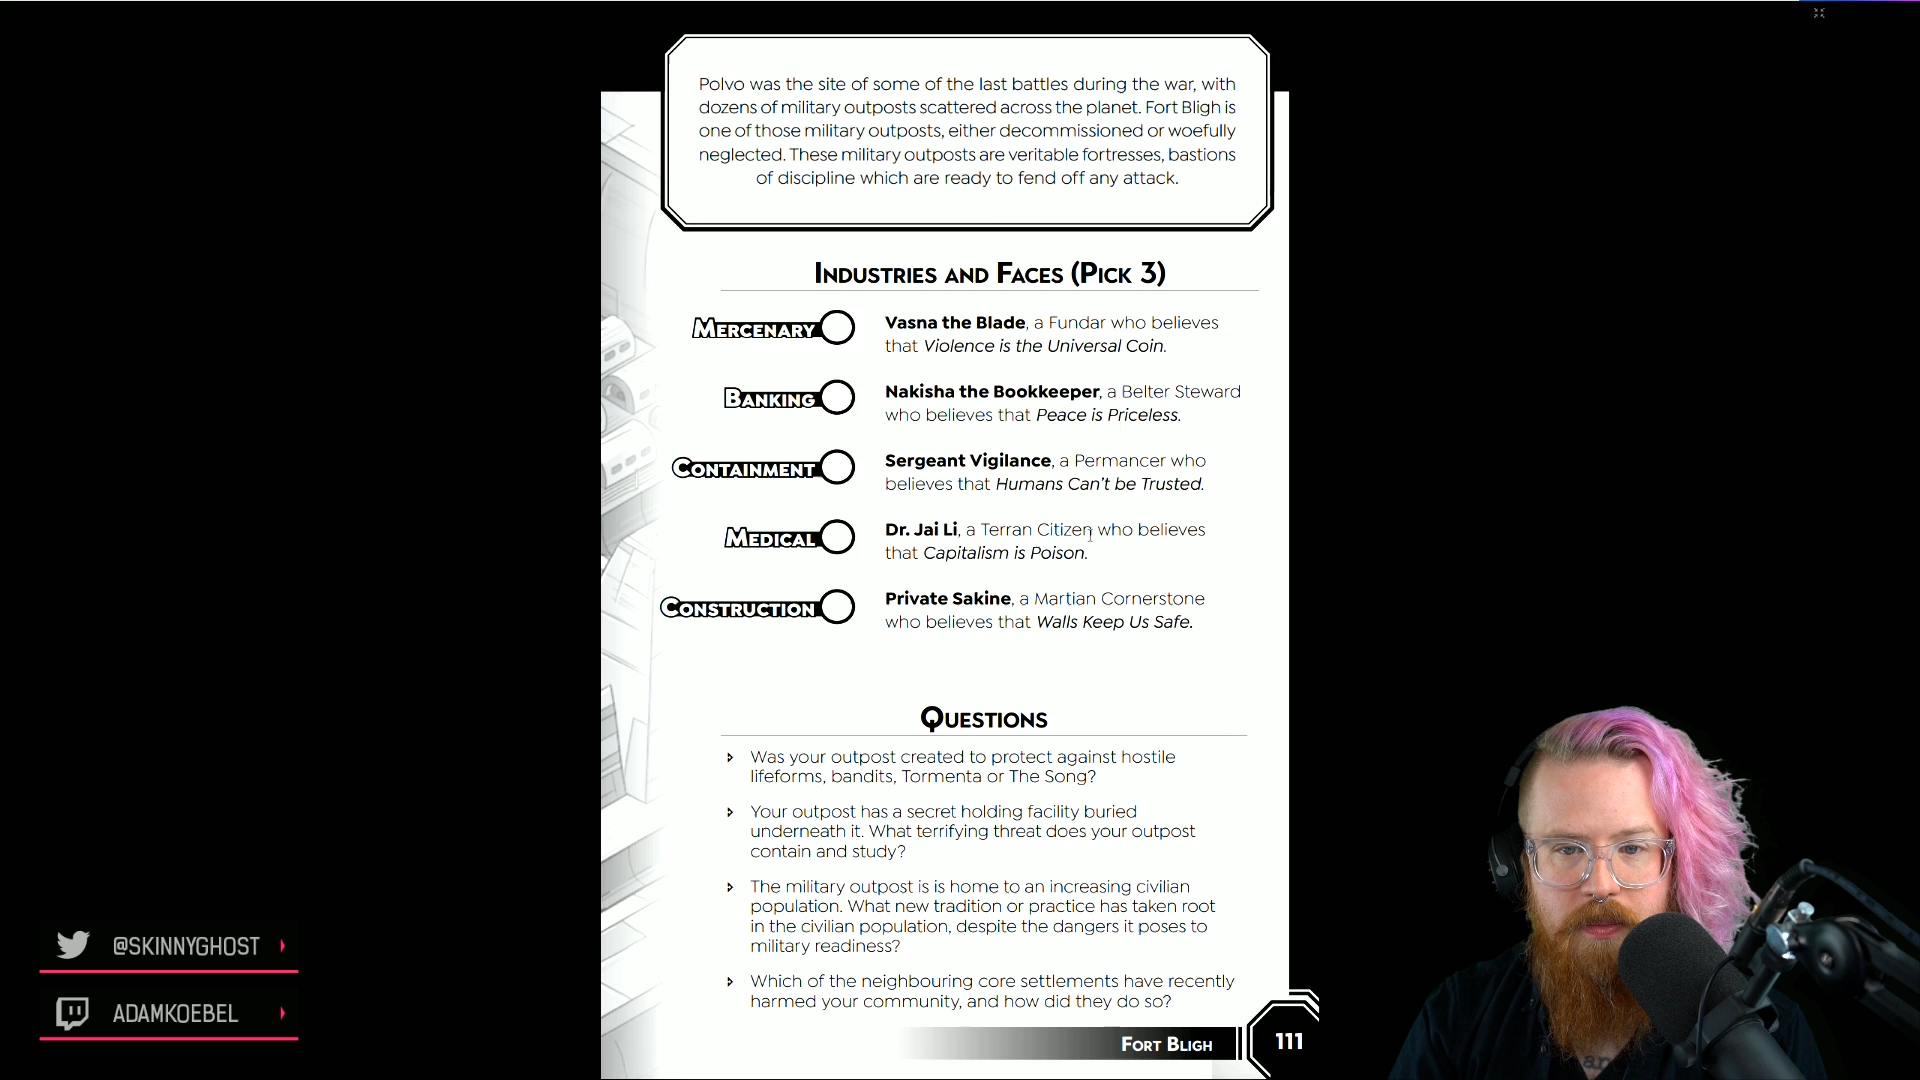 Polvo was the site of some of the last battles during the war, with
dozens of military outposts scattered across the planet. Fort Bligh is
one of those military outposts, either decommissioned or woefully
neglected. These military outposts are veritable fortresses, bastions
of discipline which are ready to fend off any attack.
Industries and Faces (Pick 3)
Mercenary
Vasna the Blade, a Fundar who believes
that Violence is the Universal Coin.
Banking
Nakisha the Bookkeeper, a Belter Steward
who believes that Peace is Priceless.
Containment
Sergeant Vigilance, a Permancer who
believes that Humans Can't be Trusted.
Medical
Dr. Jai Li, a Terran Citizen who believes
that Capitalism is Poison.
Construction
Private Sakine, a Martian Cornerstone
who believes that Walls Keep Us Safe.
Questions
Was your outpost created to protect against hostile
lifeforms, bandits, Tormenta or The Song?
Your outpost has a secret holding facility buried
underneath it. What terrifying threat does your outpost
contain and study?
The military outpost is is home to an increasing civilian
population. What new tradition or practice has taken root
in the civilian population, despite the dangers it poses to
military readiness?
Which of the neighbouring core settlements have recently
harmed your community, and how did they do so?
Fort Bligh
111
@SKINNYGHOST
ADAMKOEBEL